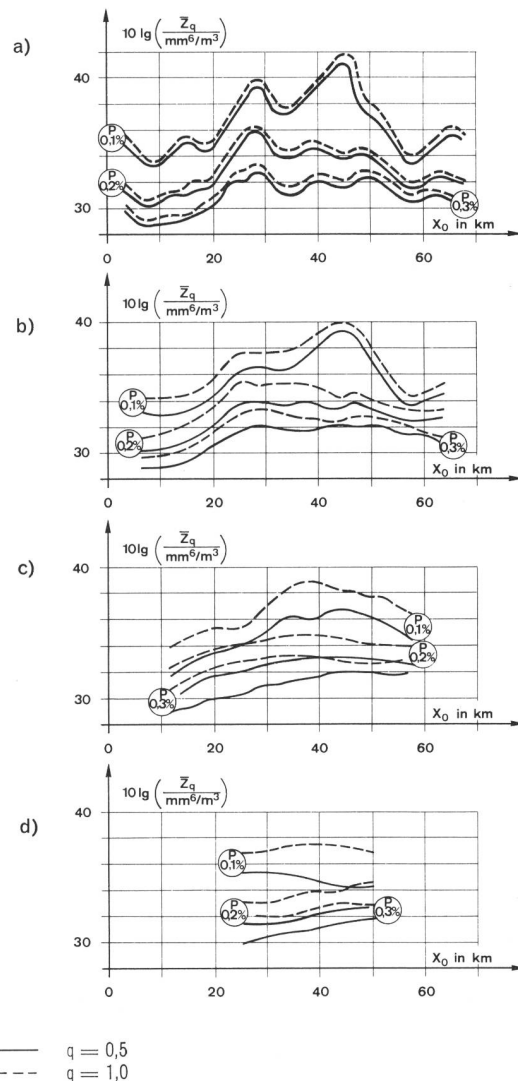 a)
10 lg ( Z̅q / mm⁶/m³ )
40
P 0,1%
P 0,2%
30
P 0,3%
X₀ in km
0 20 40 60
b)
10 lg ( Z̅q / mm⁶/m³ )
40
P 0,1%
P 0,2%
30
P 0,3%
X₀ in km
0 20 40 60
c)
10 lg ( Z̅q / mm⁶/m³ )
40
P 0,1%
P 0,2%
P 0,3%
30
X₀ in km
0 20 40 60
d)
10 lg ( Z̅q / mm⁶/m³ )
40
P 0,1%
P 0,2%
P 0,3%
30
X₀ in km
0 20 40 60
q = 0,5
q = 1,0